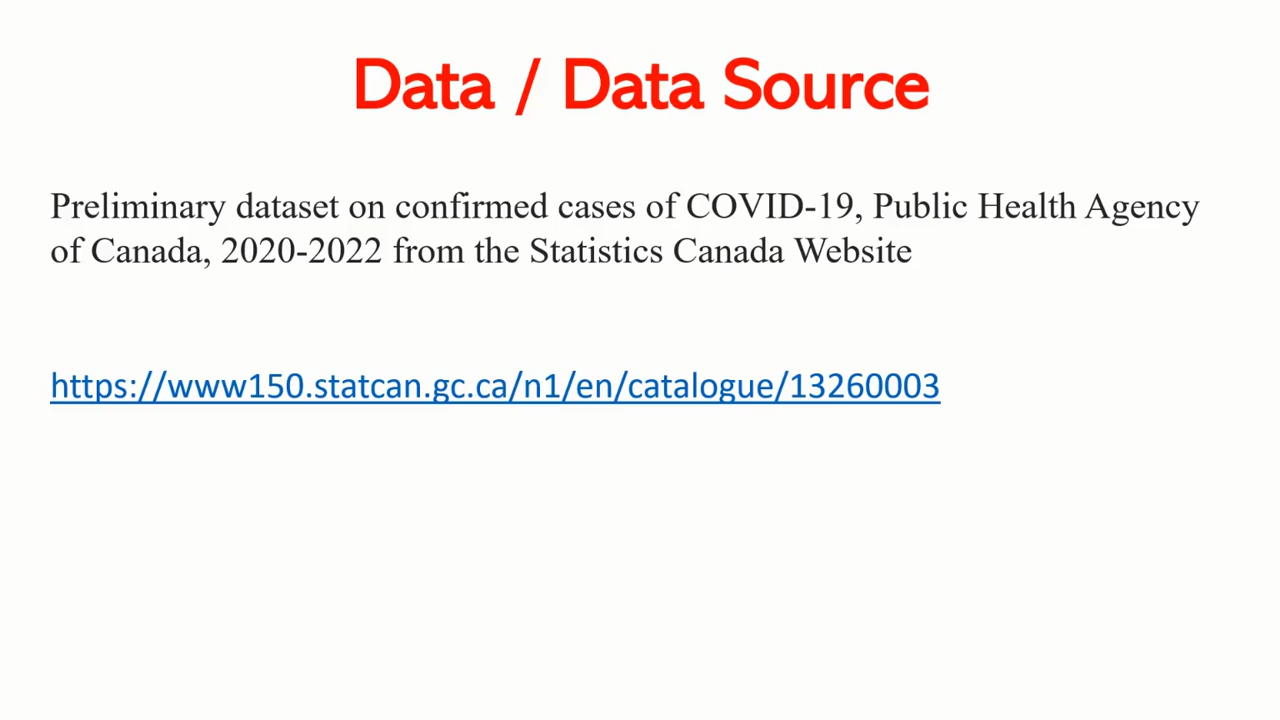 Data / Data Source
Preliminary dataset on confirmed cases of COVID-19, Public Health Agency
of Canada, 2020-2022 from the Statistics Canada Website
https://www150.statcan.gc.ca/n1/en/catalogue/13260003